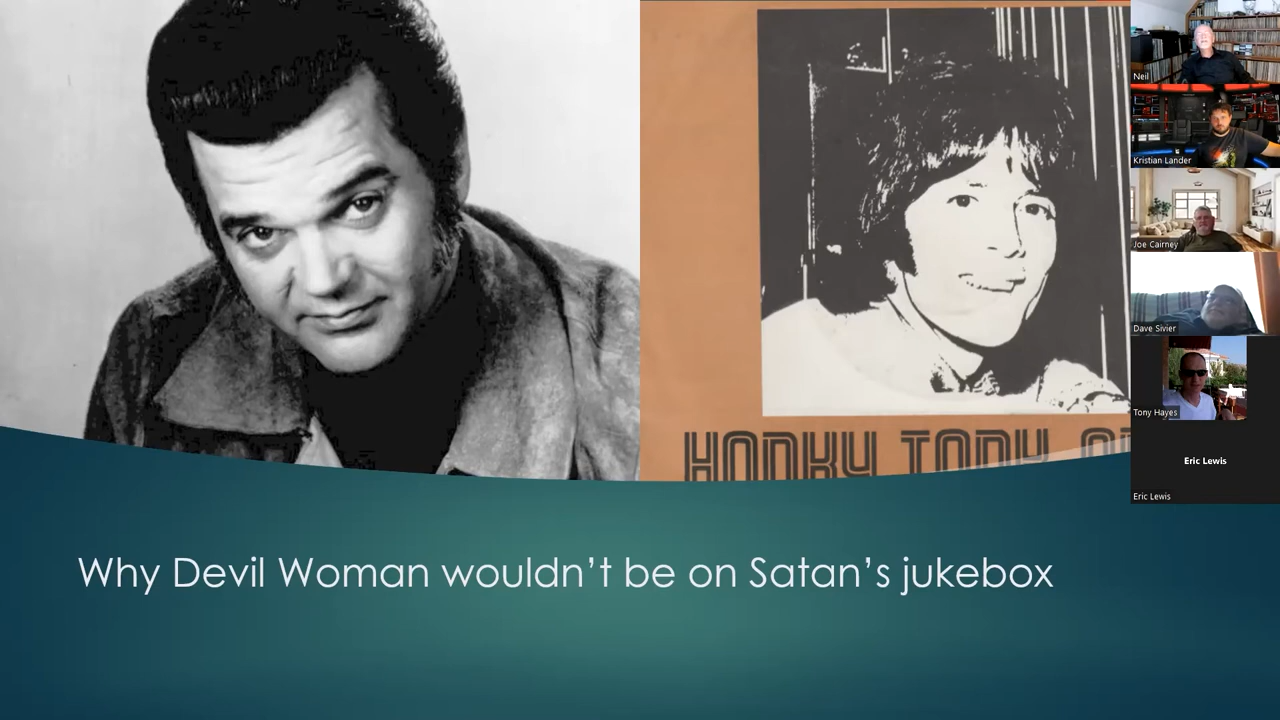 HONKY TONK
Why Devil Woman wouldn't be on Satan's jukebox
Neil
Kristian Lander
Joe Cairney
Dave Sivier
Tony Hayes
Eric Lewis
Eric Lewis